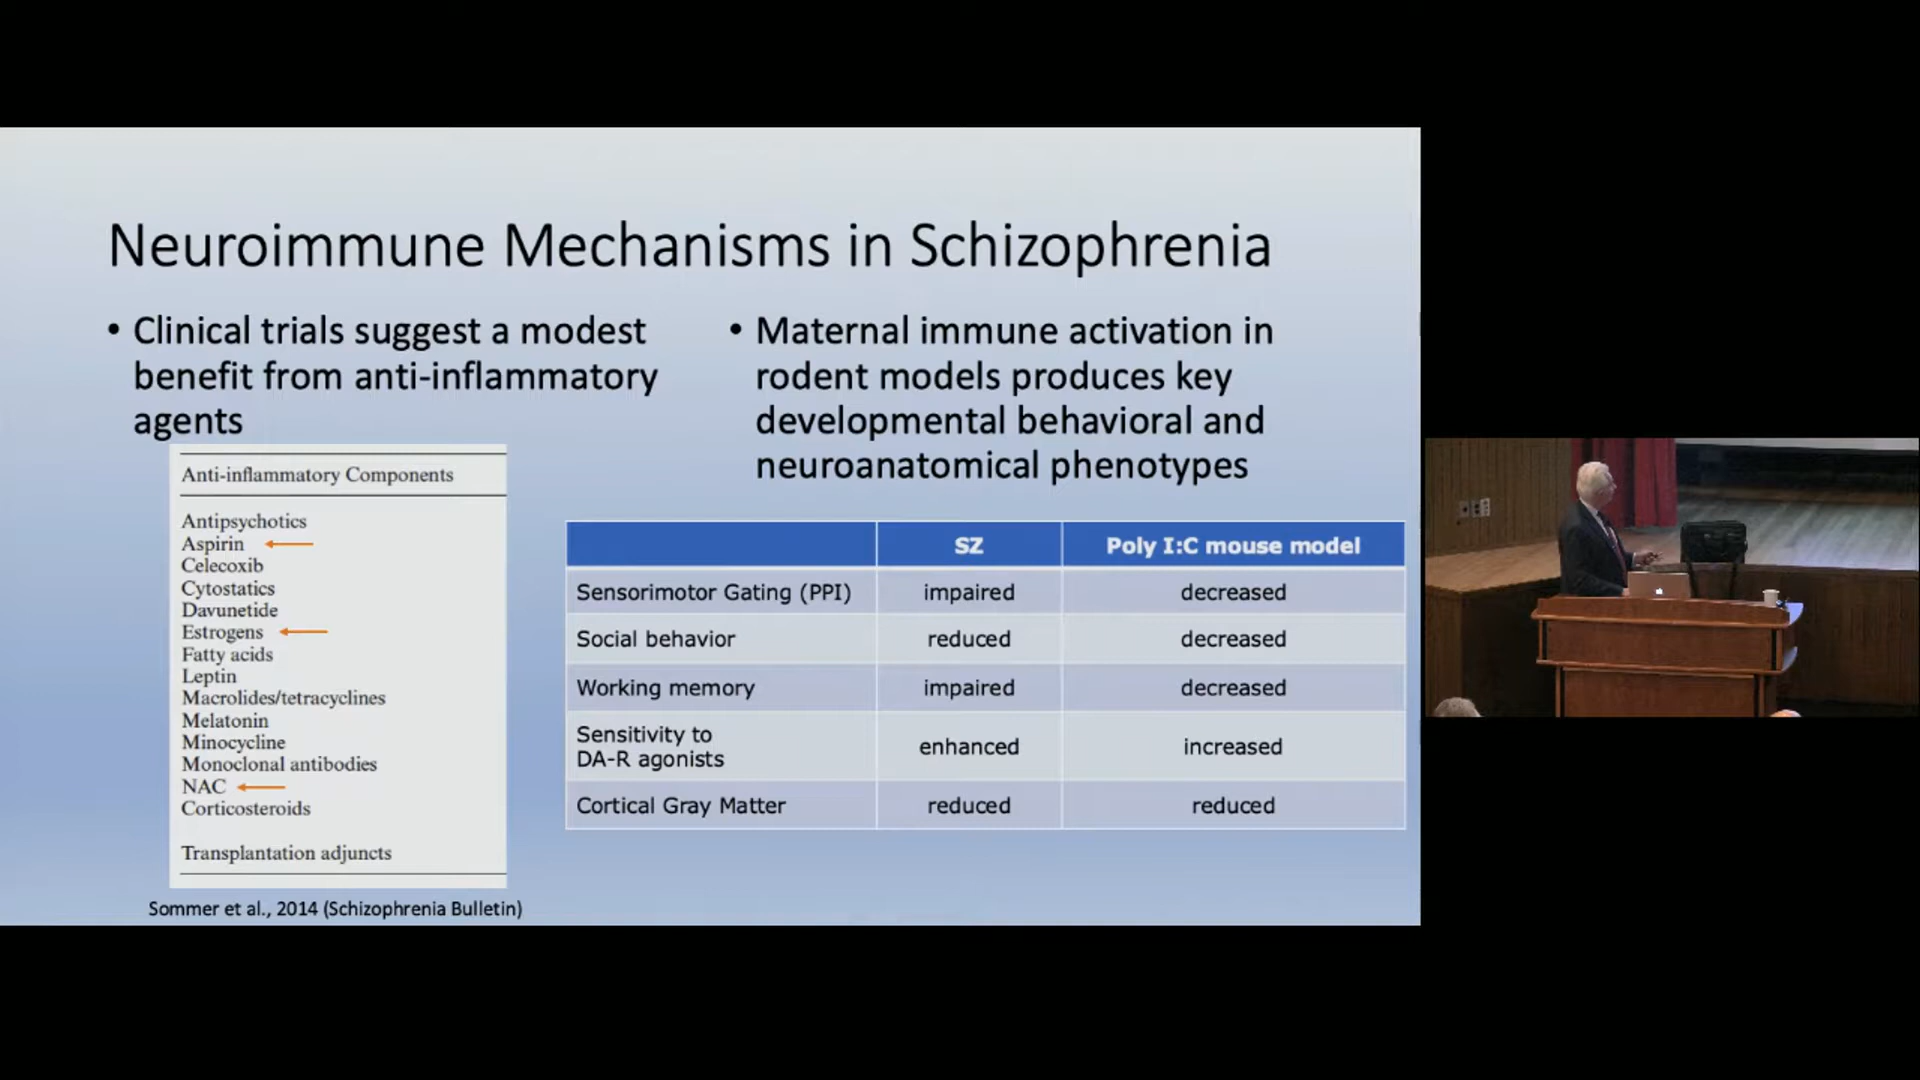 Neuroimmune Mechanisms in Schizophrenia
• Clinical trials suggest a modest
benefit from anti-inflammatory
agents
Anti-inflammatory Components
Antipsychotics
Aspirin
Celecoxib
Cytostatics
Davunetide
Estrogens
Fatty acids
Leptin
Macrolides/tetracyclines
Melatonin
Minocycline
Monoclonal antibodies
NAC
Corticosteroids
Transplantation adjuncts
Sommer et al., 2014 (Schizophrenia Bulletin)
• Maternal immune activation in
rodent models produces key
developmental behavioral and
neuroanatomical phenotypes
SZ Poly I:C mouse model
Sensorimotor Gating (PPI) impaired decreased
Social behavior reduced decreased
Working memory impaired decreased
Sensitivity to
DA-R agonists enhanced increased
Cortical Gray Matter reduced reduced